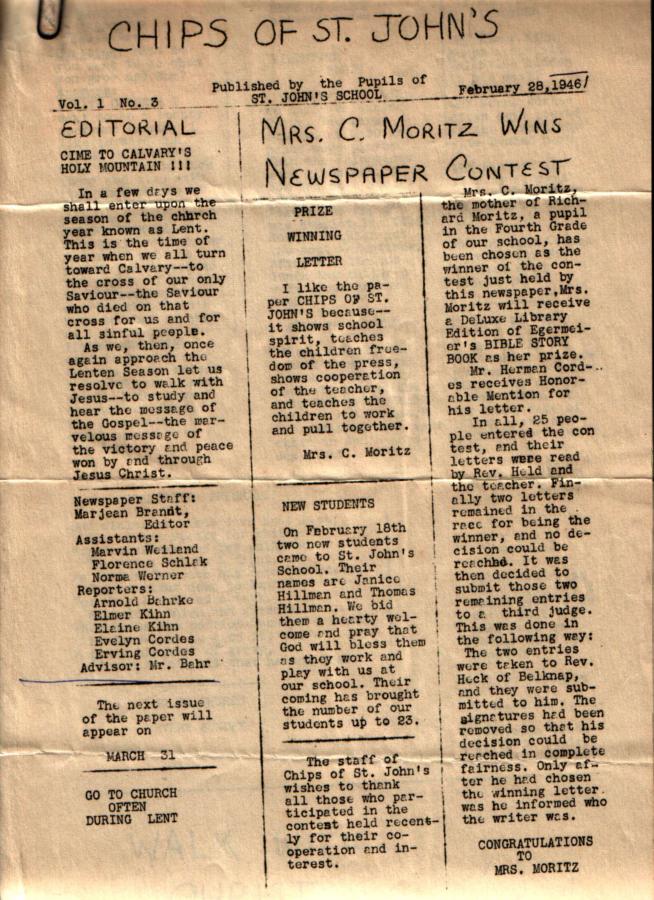 CHIPS OF ST. JOHN'S
Vol. 1 No. 3
Published by the Pupils of
ST. JOHN'S SCHOOL
February 28,1946/
EDITORIAL
CIME TO CALVARY'S
HOLY MOUNTAIN !!!
In a few days we
shall enter upon the
season of the chhrch
year known as Lent.
This is the time of
year when we all turn
toward Calvary--to
the cross of our only
Saviour--the Saviour
who died on that
cross for us and for
all sinful people.
As we, then, once
again approach the
Lenten Season let us
resolve to walk with
Jesus--to study and
hear the message of
the Gospel--the mar-
velous message of
the victory and peace
won by and through
Jesus Christ.
Newspaper Staff:
Marjean Brandt,
Editor
Assistants:
Marvin Weiland
Florence Schlak
Norma Werner
Reporters:
Arnold Bahrke
Elmer Kihn
Elaine Kihn
Evelyn Cordes
Erving Cordes
Advisor: Mr. Bahr
The next issue
of the paper will
appear on
MARCH 31
GO TO CHURCH
OFTEN
DURING LENT
MRS. C. MORITZ WINS
NEWSPAPER CONTEST
PRIZE
WINNING
LETTER
I like the pa-
per CHIPS OF ST.
JOHN'S because--
it shows school
spirit, teaches
the children free-
dom of the press,
shows cooperation
of the teacher,
and teaches the
children to work
and pull together.
Mrs. C. Moritz
NEW STUDENTS
On February 18th
two new students
came to St. John's
School. Their
names are Janice
Hillman and Thomas
Hillman. We bid
them a hearty wel-
come and pray that
God will bless them
as they work and
play with us at
our school. Their
coming has brought
the number of our
students up to 23.
The staff of
Chips of St. John's
wishes to thank
all those who par-
ticipated in the
contest held recent-
ly for their co-
operation and in-
terest.
Mrs. C. Moritz,
the mother of Rich-
ard Moritz, a pupil
in the Fourth Grade
of our school, has
been chosen as the
winner of the con-
test just held by
this newspaper,Mrs.
Moritz will receive
a DeLuxe Library
Edition of Egermei-
er's BIBLE STORY
BOOK as her prize.
Mr. Herman Cord-
es receives Honor-
able Mention for
his letter.
In all, 25 peo-
ple entered the con
test, and their
letters were read
by Rev. Held and
the teacher. Fin-
ally two letters
remained in the
race for being the
winner, and no de-
cision could be
reachhd. It was
then decided to
submit those two
remaining entries
to a third judge.
This was done in
the following way:
The two entries
were taken to Rev.
Heck of Belknap,
and they were sub-
mitted to him. The
signatures had been
removed so that his
decision could be
reached in complete
fairness. Only af-
ter he had chosen
the winning letter
was he informed who
the writer was.
CONGRATULATIONS
TO
MRS. MORITZ